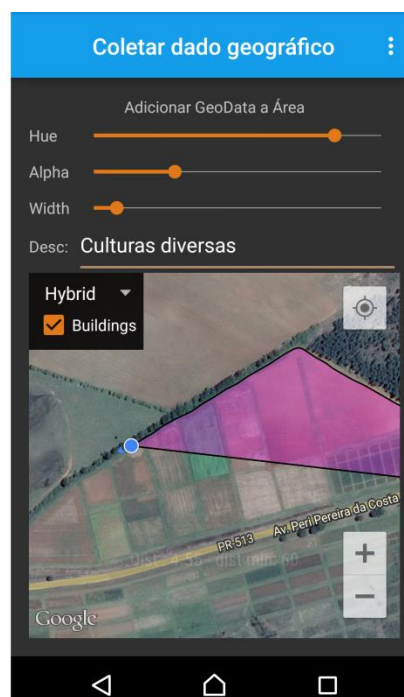 Coletar dado geográfico
Adicionar GeoData a Área
Hue
Alpha
Width
Desc: Culturas diversas
Hybrid
Buildings
PR-513
Av. Peri Pereira da Costa
Google